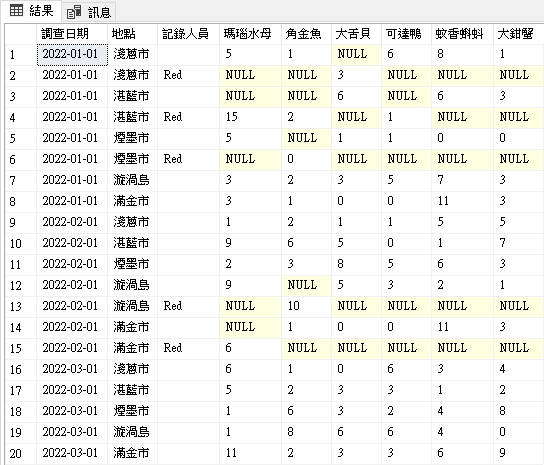 結果 訊息
調查日期 地點 記錄人員 瑪瑙水母 角金魚 大舌貝 可達鴨 蚊香蝌蚪 大鉗蟹
1 2022-01-01 淺蔥市 5 1 NULL 6 8 1
2 2022-01-01 淺蔥市 Red NULL NULL 3 NULL NULL NULL
3 2022-01-01 湛藍市 NULL NULL 6 NULL 6 3
4 2022-01-01 湛藍市 Red 15 2 NULL 1 NULL NULL
5 2022-01-01 煙墨市 5 NULL 1 1 0 0
6 2022-01-01 煙墨市 Red NULL 0 NULL NULL NULL NULL
7 2022-01-01 漩渦島 3 2 3 5 7 3
8 2022-01-01 滿金市 3 1 0 0 11 3
9 2022-02-01 淺蔥市 1 2 1 1 5 5
10 2022-02-01 湛藍市 9 6 5 0 1 7
11 2022-02-01 煙墨市 2 3 8 5 6 3
12 2022-02-01 漩渦島 9 NULL 5 3 2 1
13 2022-02-01 漩渦島 Red NULL 10 NULL NULL NULL NULL
14 2022-02-01 滿金市 NULL 1 0 0 11 3
15 2022-02-01 滿金市 Red 6 NULL NULL NULL NULL NULL
16 2022-03-01 淺蔥市 6 1 0 6 3 4
17 2022-03-01 湛藍市 5 2 3 3 1 2
18 2022-03-01 煙墨市 1 6 3 2 4 8
19 2022-03-01 漩渦島 1 8 6 6 4 0
20 2022-03-01 滿金市 11 2 3 3 6 9